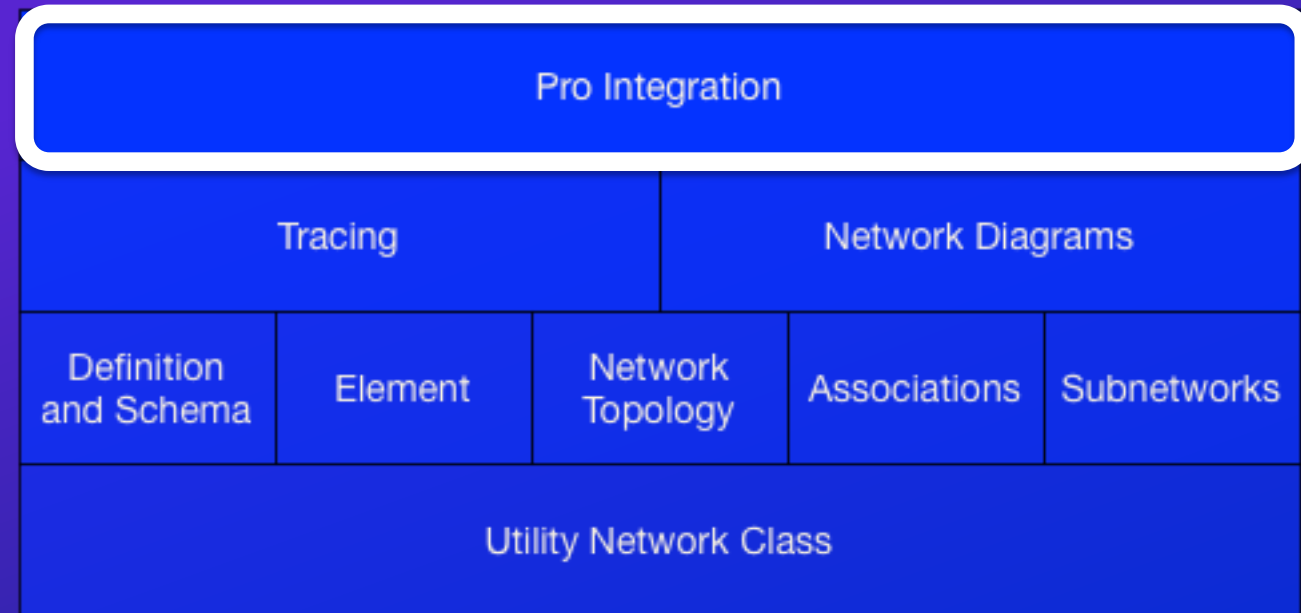 Pro Integration
Tracing
Network Diagrams
Definition
and Schema
Element
Network
Topology
Associations
Subnetworks
Utility Network Class